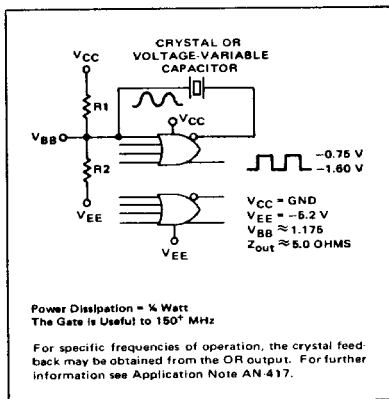 CRYSTAL OR
VOLTAGE-VARIABLE
CAPACITOR
VCC
R1
VCC
VBB
R2
-0.75 V
-1.60 V
VEE
VCC = GND
VEE = -5.2 V
VBB ≈ 1.175
Zout ≈ 5.0 OHMS
VEE
Power Dissipation = ¼ Watt
The Gate is Useful to 150+ MHz
For specific frequencies of operation, the crystal feed-
back may be obtained from the OR output. For further
information see Application Note AN-417.